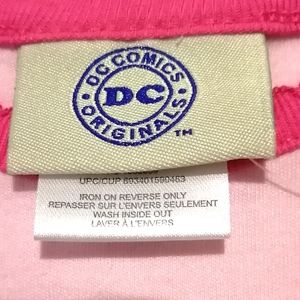 DC COMICS
DC
ORIGINALS
™
UPC/CUP 693401590463
IRON ON REVERSE ONLY
REPASSER SUR L'ENVERS SEULEMENT
WASH INSIDE OUT
LAVER À L'ENVERS